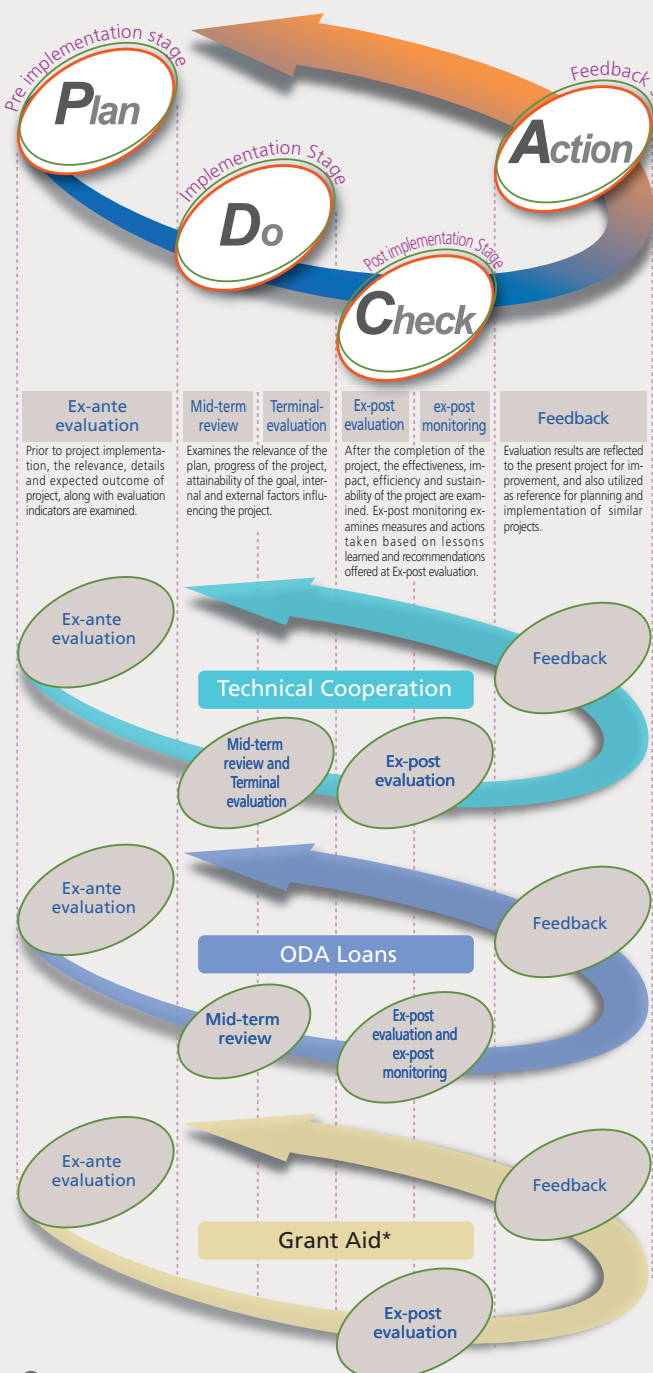 Pre implementation stage
Plan
Feedback
Action
Implementation Stage
Do
Post implementation Stage
Check
Ex-ante
evaluation
Mid-term
review
Terminal-
evaluation
Ex-post
evaluation
ex-post
monitoring
Feedback
Prior to project implementa-
tion, the relevance, details
and expected outcome of
project, along with evaluation
indicators are examined.
Examines the relevance of the
plan, progress of the project,
attainability of the goal, inter-
nal and external factors influ-
encing the project.
After the completion of the
project, the effectiveness, im-
pact, efficiency and sustain-
ability of the project are exam-
ined. Ex-post monitoring ex-
amines measures and actions
taken based on lessons
learned and recommendations
offered at Ex-post evaluation.
Evaluation results are reflected
to the present project for im-
provement, and also utilized
as reference for planning and
implementation of similar
projects.
Ex-ante
evaluation
Feedback
Technical Cooperation
Mid-term
review and
Terminal
evaluation
Ex-post
evaluation
Ex-ante
evaluation
Feedback
ODA Loans
Mid-term
review
Ex-post
evaluation and
ex-post
monitoring
Ex-ante
evaluation
Feedback
Grant Aid*
Ex-post
evaluation